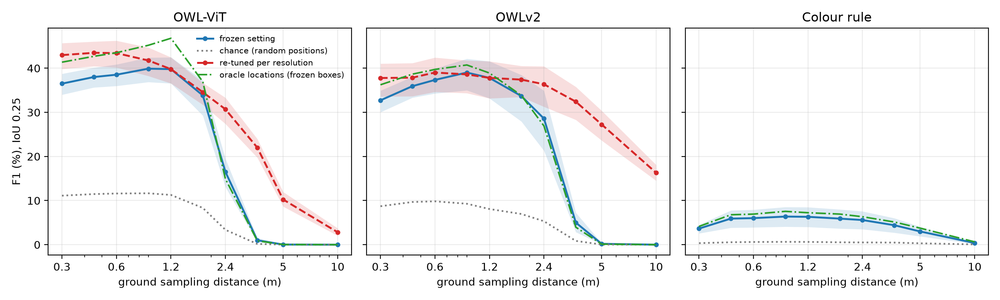 OWL-ViT
OWLv2
Colour rule
F1 (%), IoU 0.25
40
30
20
10
0
frozen setting
chance (random positions)
re-tuned per resolution
oracle locations (frozen boxes)
0.3 0.6 1.2 2.4 5 10
0.3 0.6 1.2 2.4 5 10
0.3 0.6 1.2 2.4 5 10
ground sampling distance (m)
ground sampling distance (m)
ground sampling distance (m)